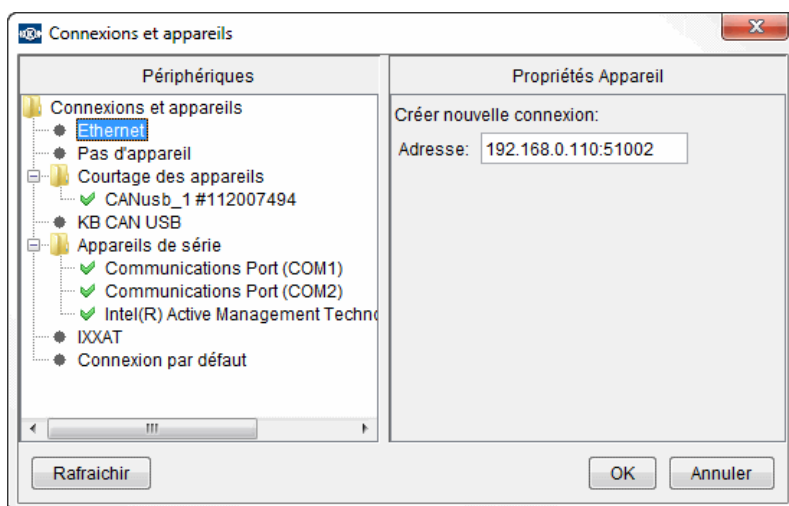 Connexions et appareils
Périphériques
Propriétés Appareil
Connexions et appareils
Ethernet
Pas d'appareil
Courtage des appareils
CANusb_1 #112007494
KB CAN USB
Appareils de série
Communications Port (COM1)
Communications Port (COM2)
Intel(R) Active Management Techno
IXXAT
Connexion par défaut
Créer nouvelle connexion:
Adresse: 192.168.0.110:51002
Rafraichir
OK
Annuler